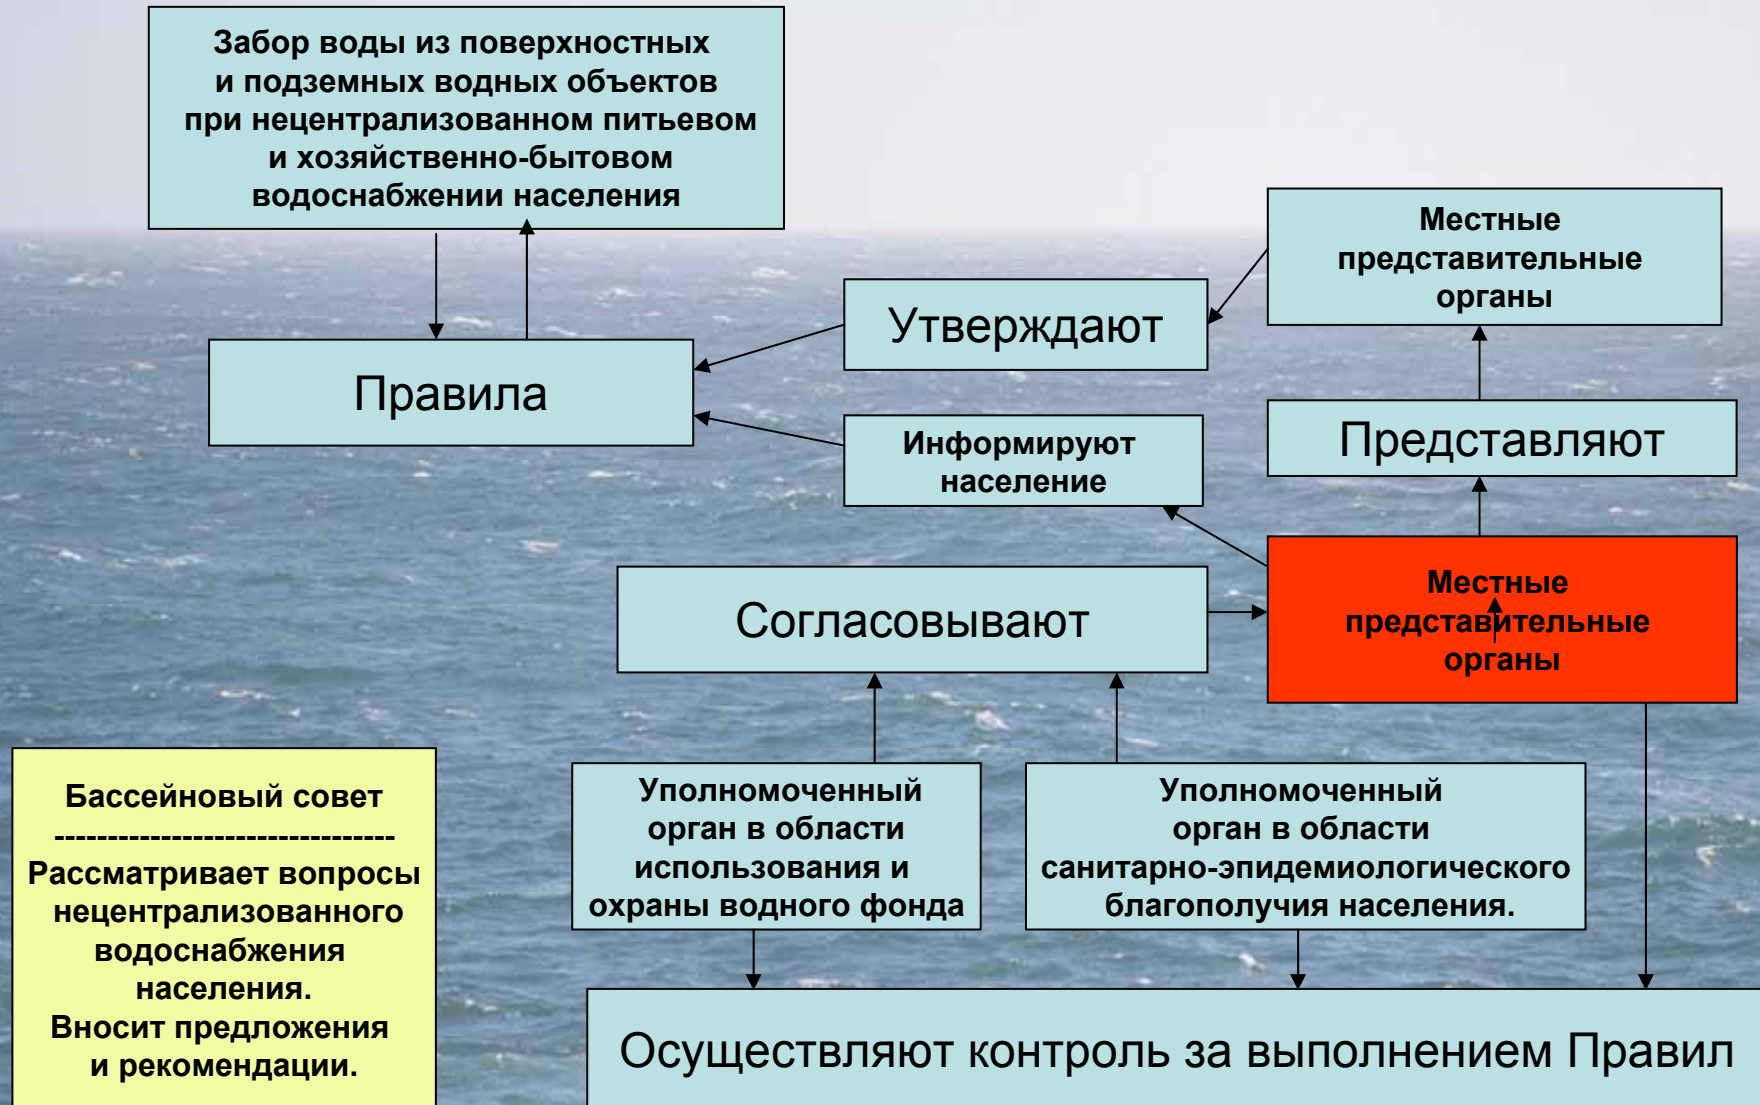 Забор воды из поверхностных
и подземных водных объектов
при нецентрализованном питьевом
и хозяйственно-бытовом
водоснабжении населения
Местные
представительные
органы
Утверждают
Правила
Информируют
население
Представляют
Согласовывают
Местные
представительные
органы
Бассейновый совет
--------------------------------
Рассматривает вопросы
нецентрализованного
водоснабжения
населения.
Вносит предложения
и рекомендации.
Уполномоченный
орган в области
использования и
охраны водного фонда
Уполномоченный
орган в области
санитарно-эпидемиологического
благополучия населения.
Осуществляют контроль за выполнением Правил